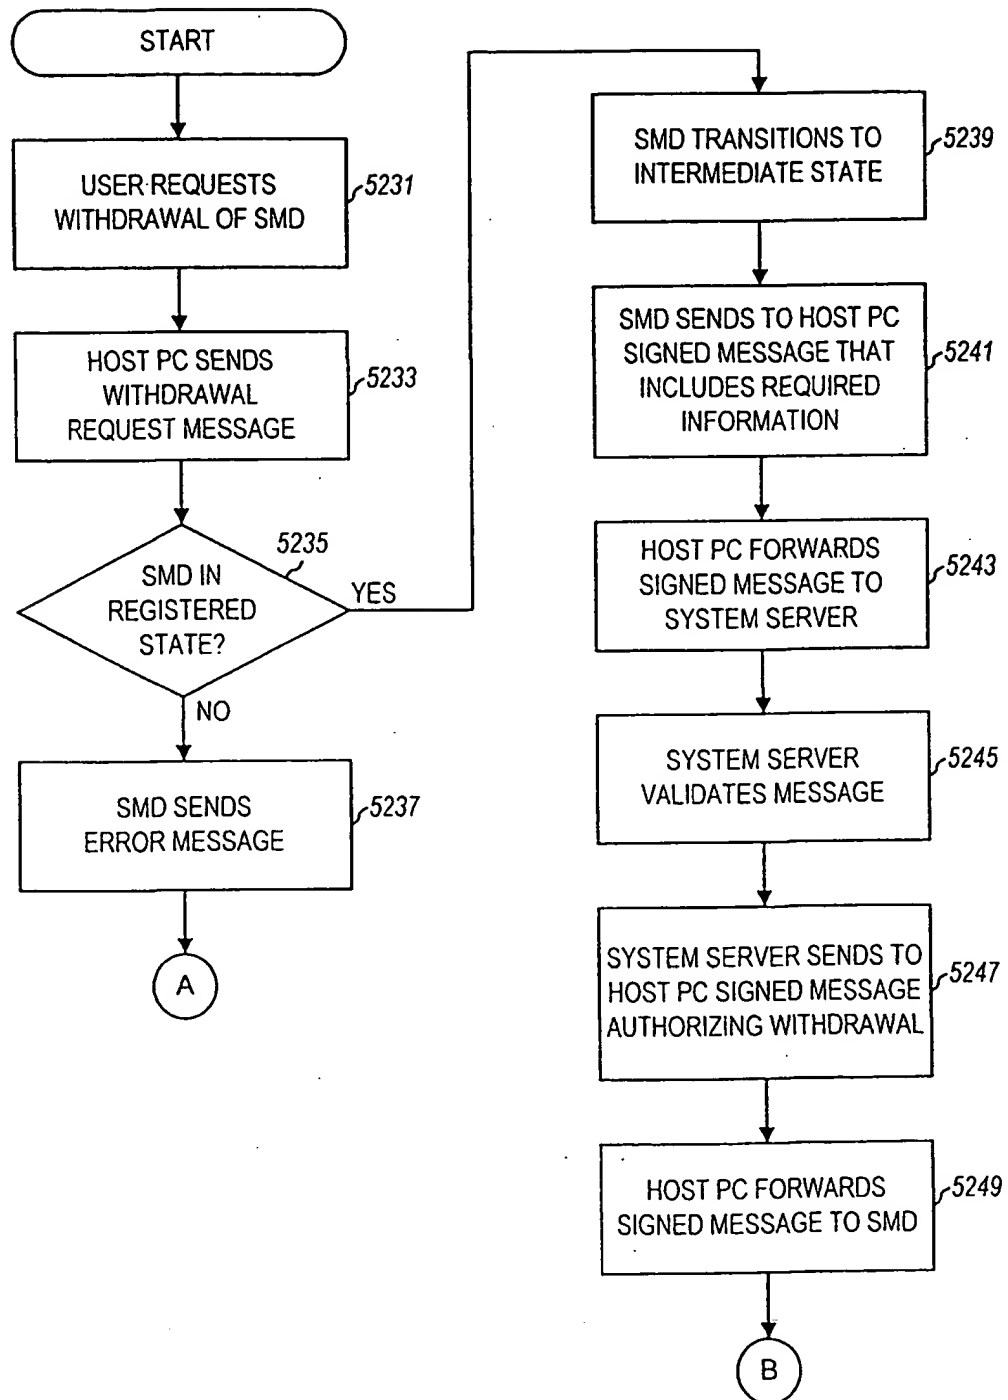 START
USER REQUESTS
WITHDRAWAL OF SMD
5231
HOST PC SENDS
WITHDRAWAL
REQUEST MESSAGE
5233
5235
SMD IN
REGISTERED
STATE?
YES
NO
SMD SENDS
ERROR MESSAGE
5237
A
SMD TRANSITIONS TO
INTERMEDIATE STATE
5239
SMD SENDS TO HOST PC
SIGNED MESSAGE THAT
INCLUDES REQUIRED
INFORMATION
5241
HOST PC FORWARDS
SIGNED MESSAGE TO
SYSTEM SERVER
5243
SYSTEM SERVER
VALIDATES MESSAGE
5245
SYSTEM SERVER SENDS TO
HOST PC SIGNED MESSAGE
AUTHORIZING WITHDRAWAL
5247
HOST PC FORWARDS
SIGNED MESSAGE TO SMD
5249
B